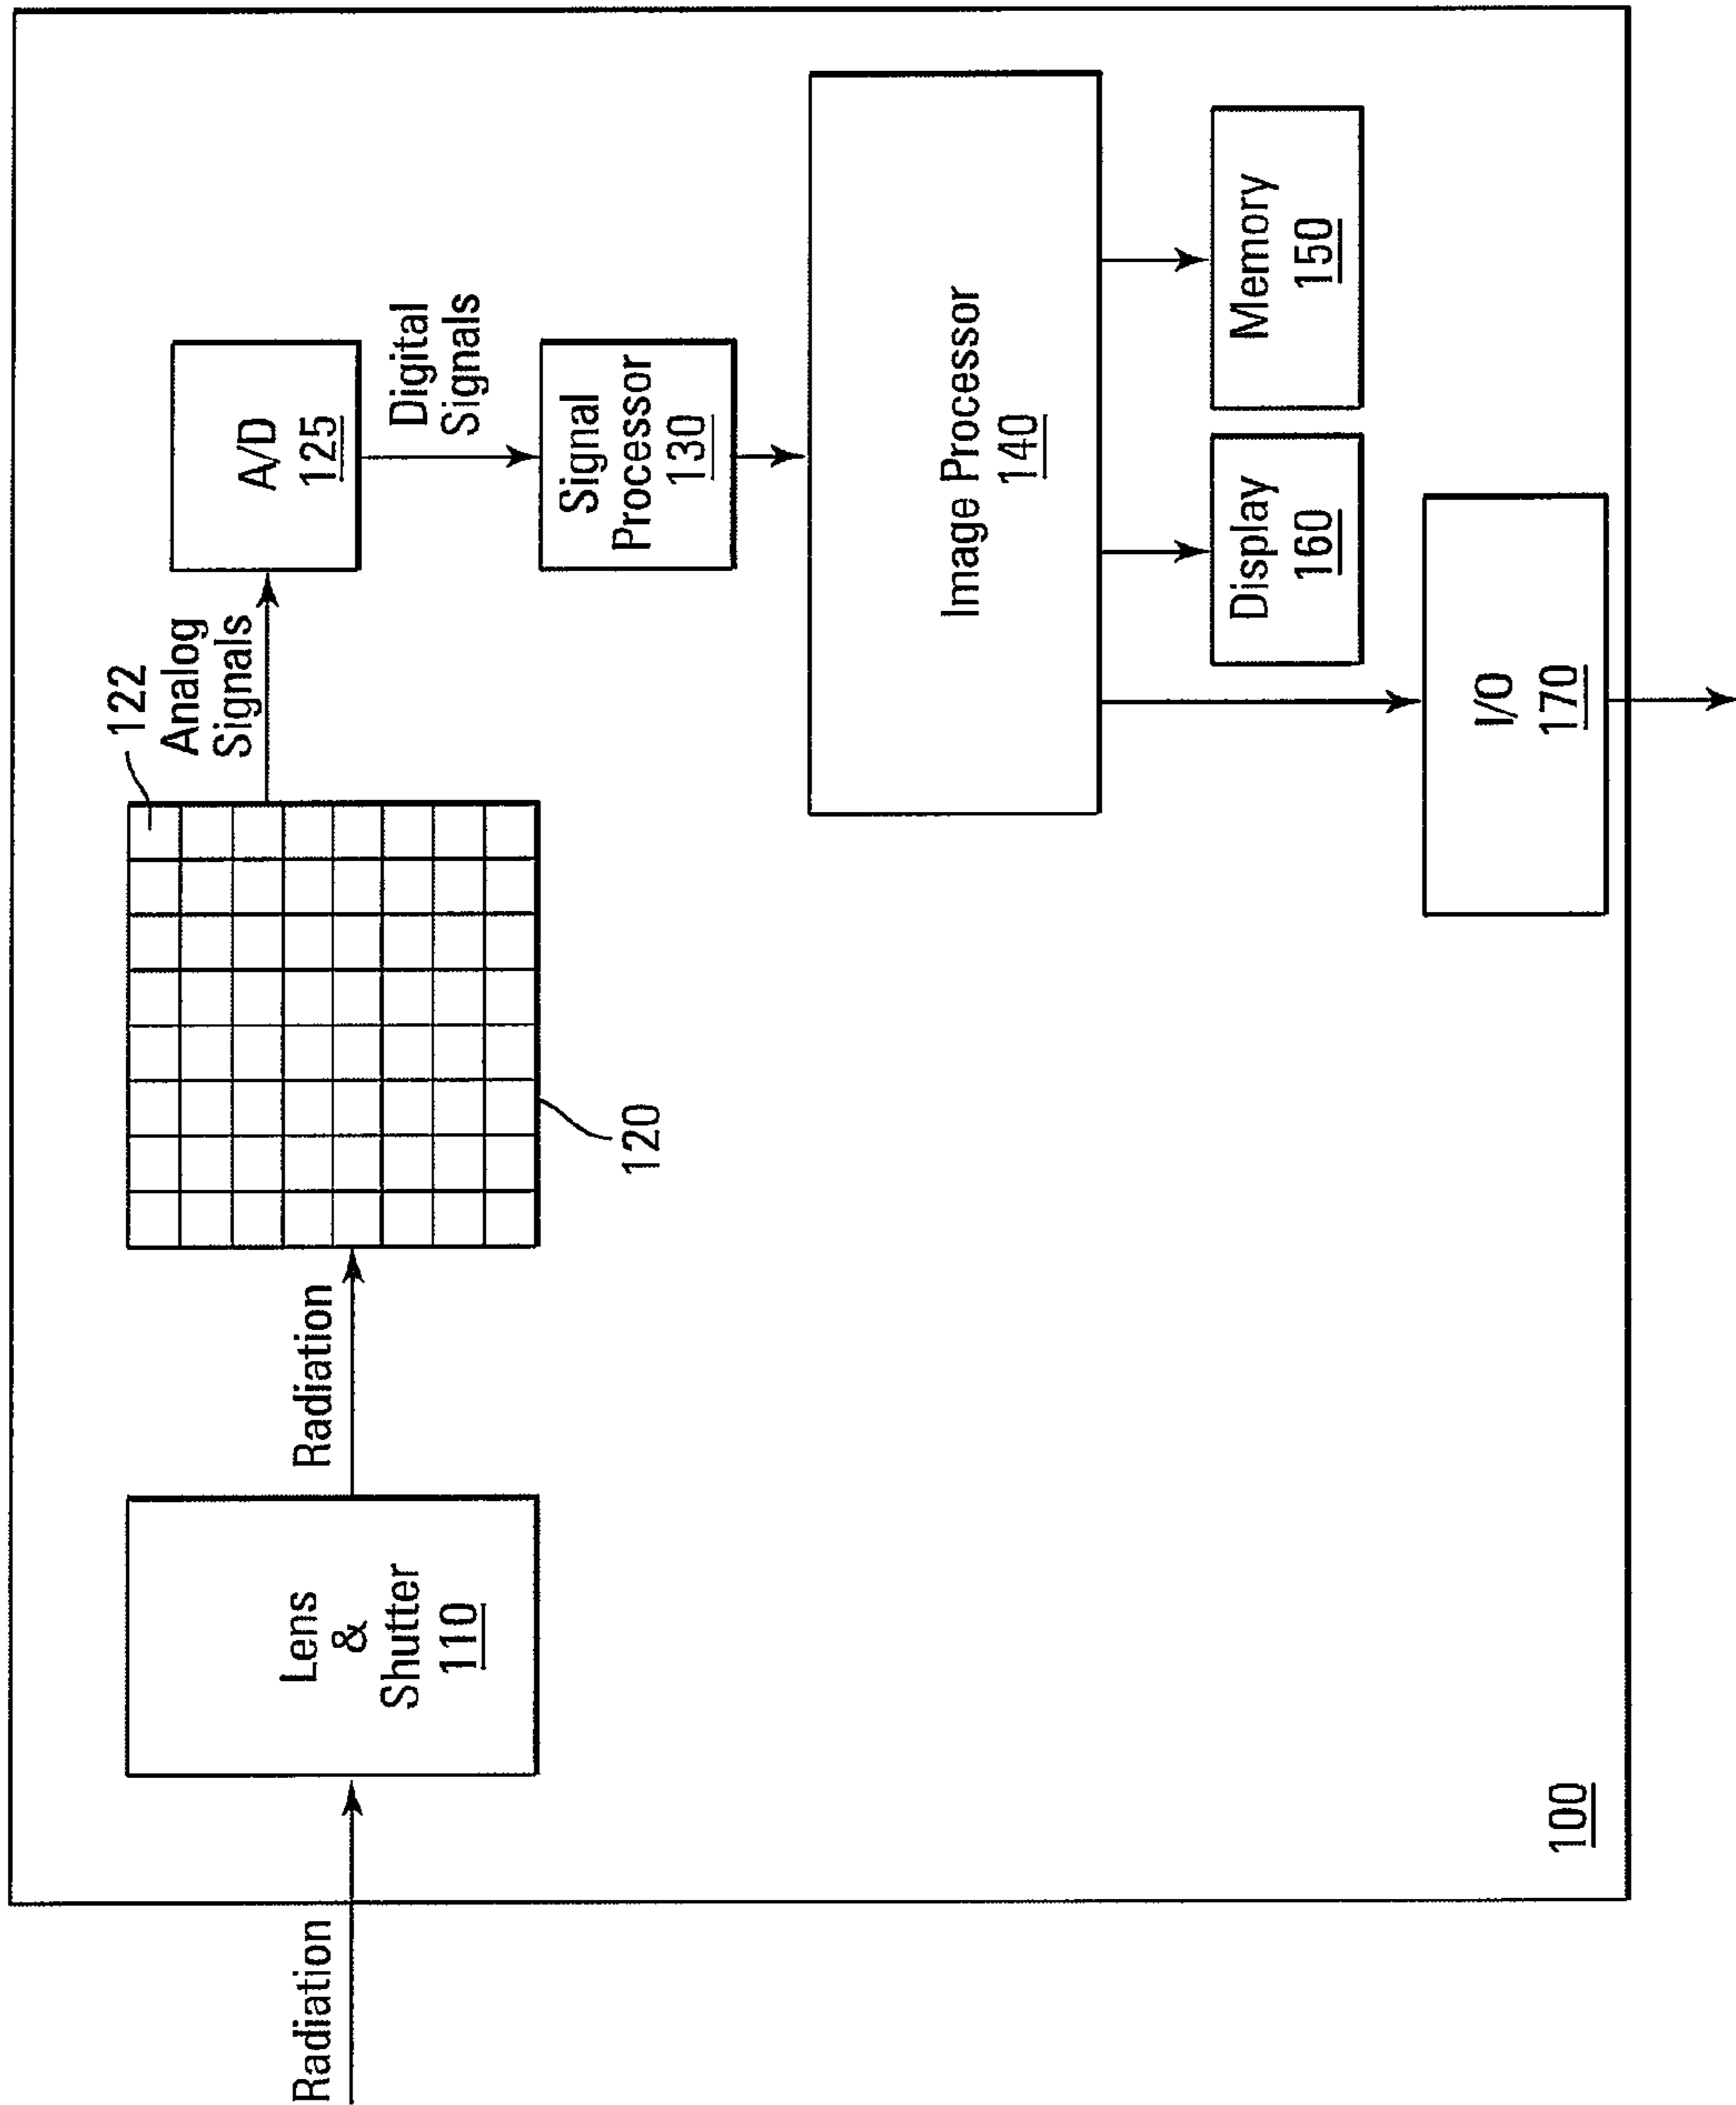 Radiation
Lens
&
Shutter
110
Radiation
120
122
Analog
Signals
A/D
125
Digital
Signals
Signal
Processor
130
Image Processor
140
Display
160
Memory
150
I/O
170
100